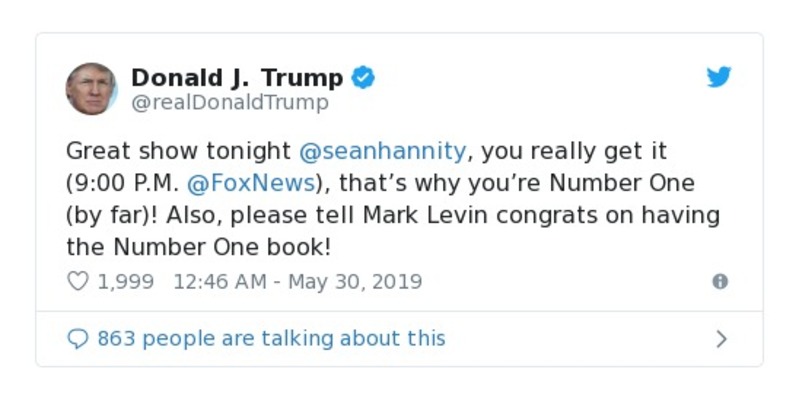 Donald J. Trump
@realDonaldTrump
Great show tonight @seanhannity, you really get it
(9:00 P.M. @FoxNews), that’s why you’re Number One
(by far)! Also, please tell Mark Levin congrats on having
the Number One book!
1,999 12:46 AM - May 30, 2019
863 people are talking about this